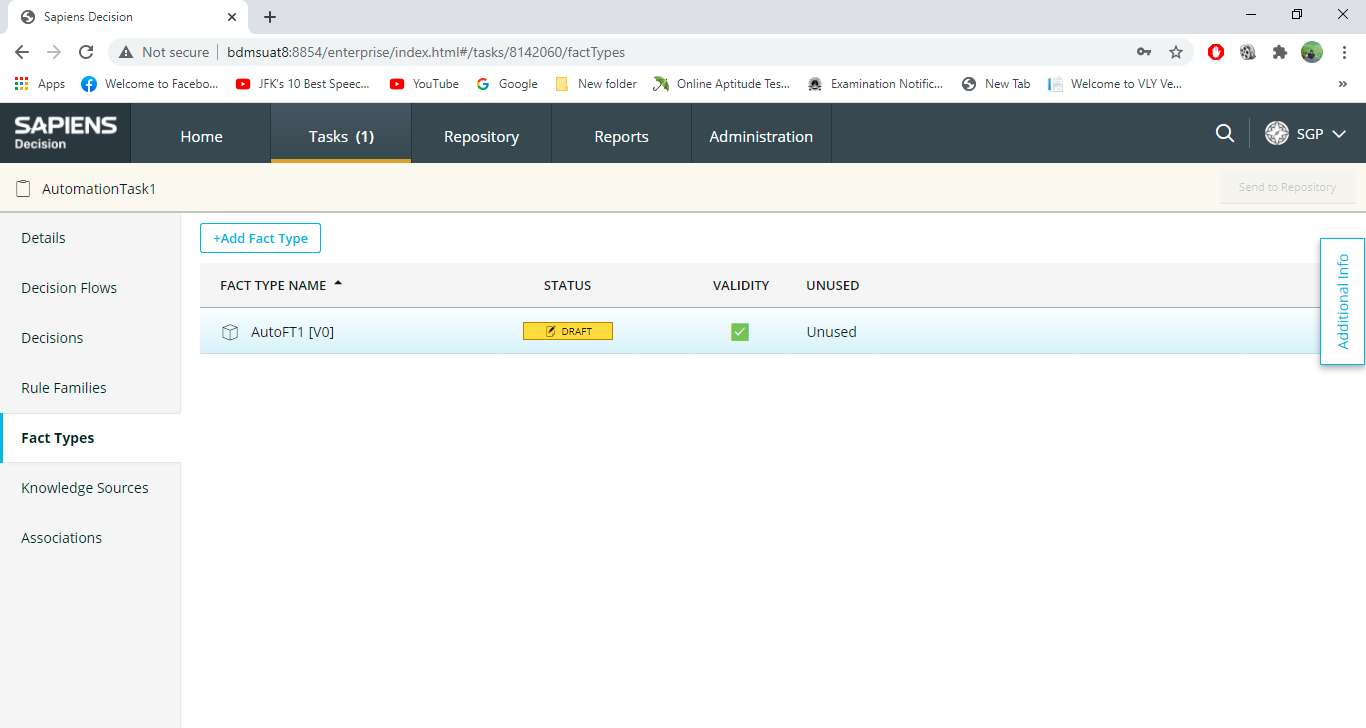 Sapiens Decision
Not secure bdmsuat8:8854/enterprise/index.html#/tasks/8142060/factTypes
Apps Welcome to Facebo... JFK's 10 Best Speec... YouTube Google New folder Online Aptitude Tes... Examination Notific... New Tab Welcome to VLY Ve... »
SAPIENS
Decision
Home Tasks (1) Repository Reports Administration SGP
AutomationTask1 Send to Repository
Details
Decision Flows
Decisions
Rule Families
Fact Types
Knowledge Sources
Associations
+Add Fact Type
FACT TYPE NAME STATUS VALIDITY UNUSED
AutoFT1 [V0] DRAFT Unused
Additional Info